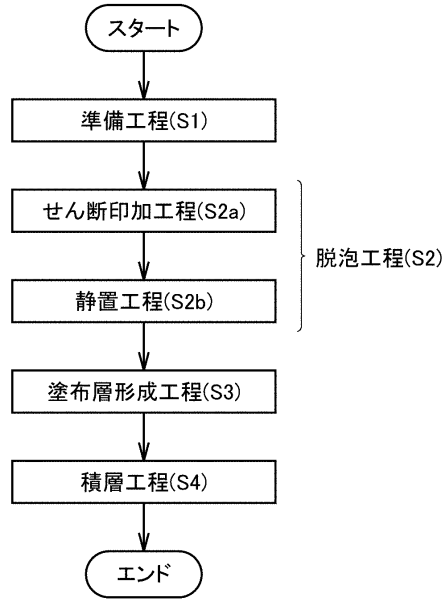 スタート
準備工程(S1)
せん断印加工程(S2a)
脱泡工程(S2)
静置工程(S2b)
塗布層形成工程(S3)
積層工程(S4)
エンド